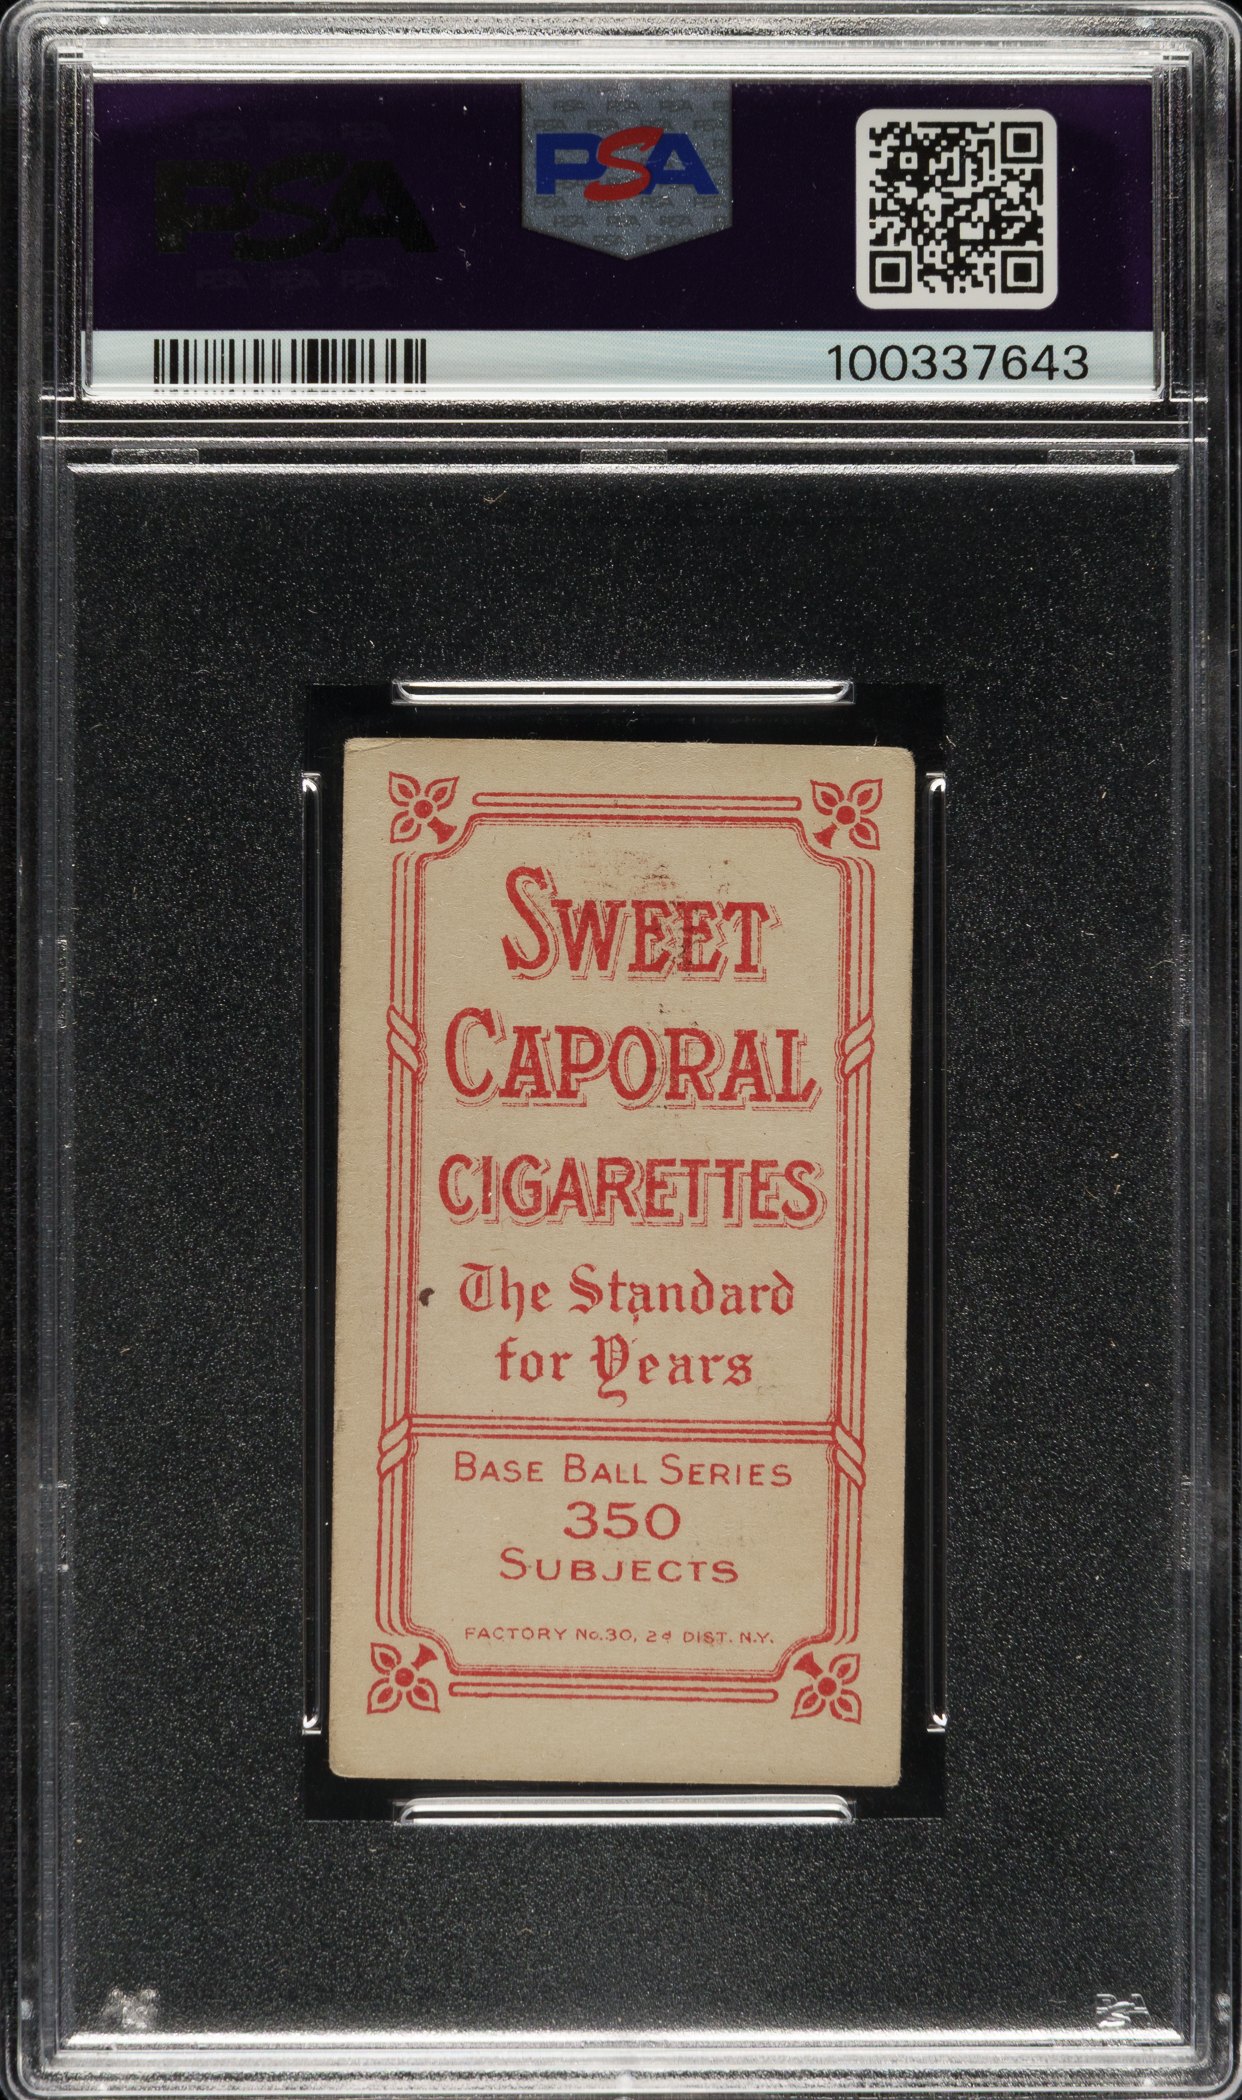 PSA
PSA
100337643
SWEET
CAPORAL
CIGARETTES
The Standard
for Years
BASE BALL SERIES
350
SUBJECTS
FACTORY No.30, 2d DIST. N.Y.
PSA